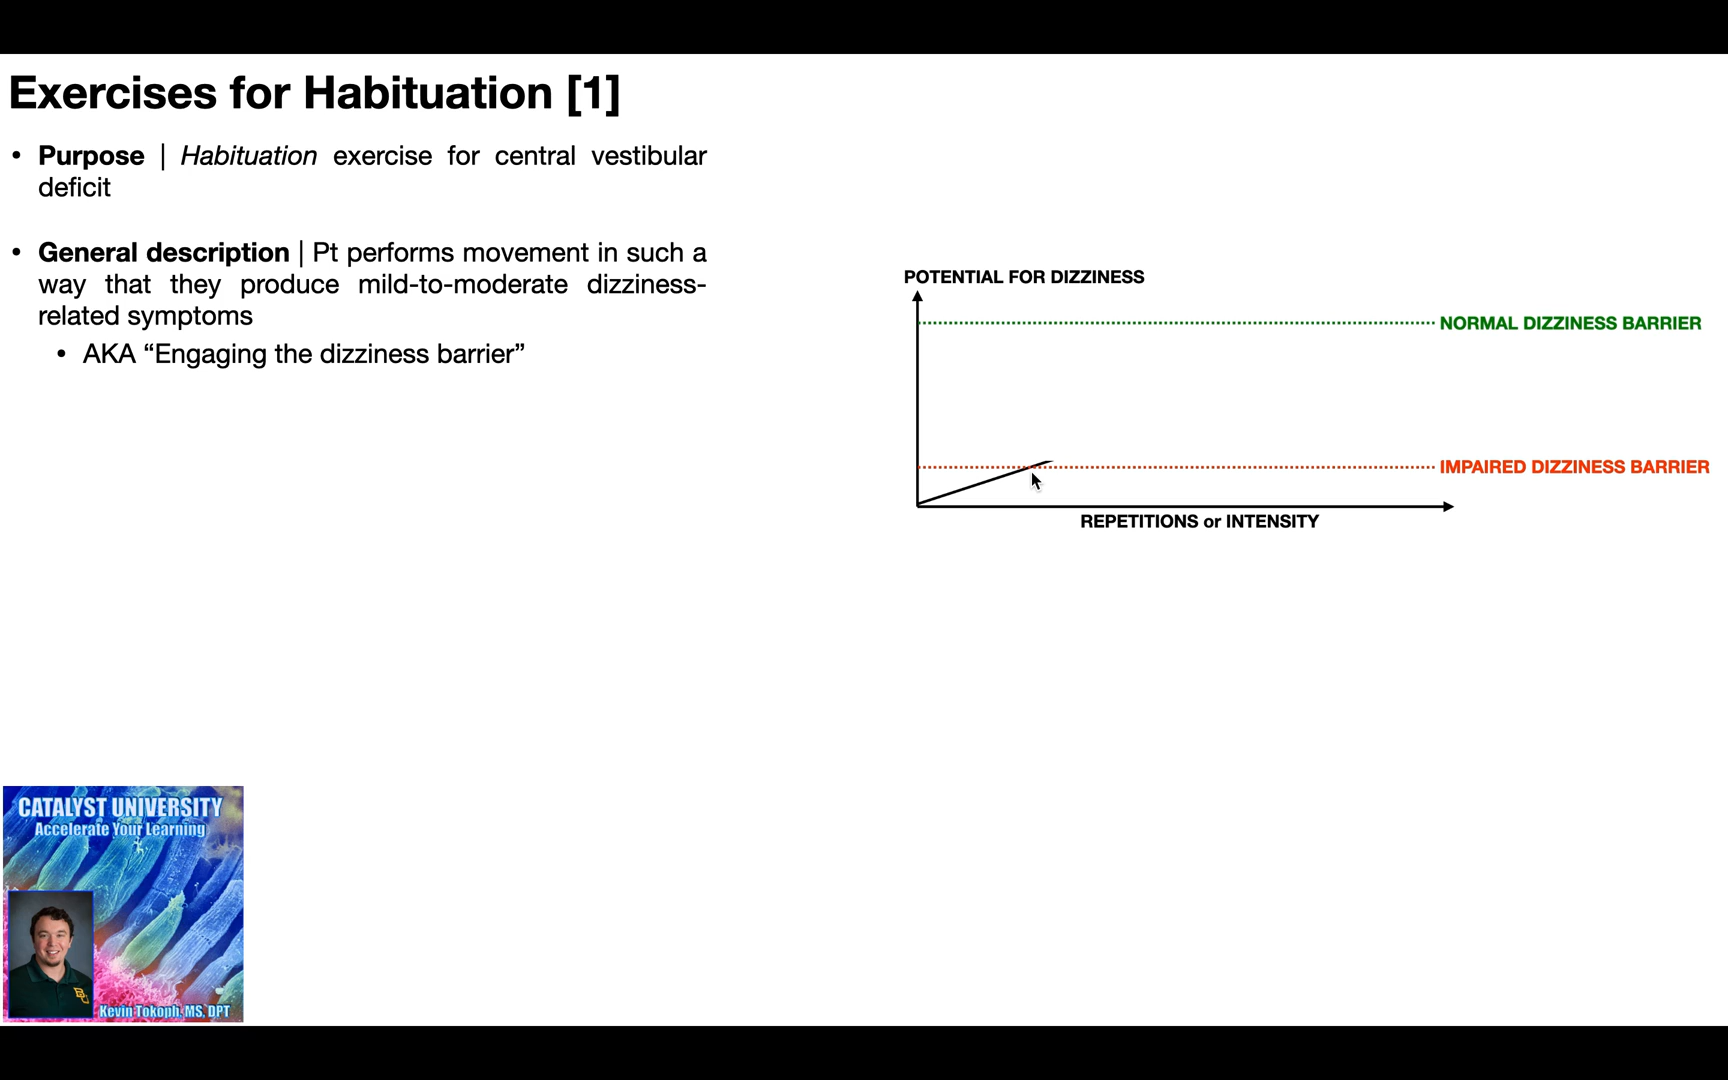 Exercises for Habituation [1]
• Purpose | Habituation exercise for central vestibular
deficit
• General description | Pt performs movement in such a
way that they produce mild-to-moderate dizziness-
related symptoms
• AKA “Engaging the dizziness barrier”
POTENTIAL FOR DIZZINESS
NORMAL DIZZINESS BARRIER
IMPAIRED DIZZINESS BARRIER
REPETITIONS or INTENSITY
CATALYST UNIVERSITY
Accelerate Your Learning
BU
Kevin Tokoph, MS, DPT